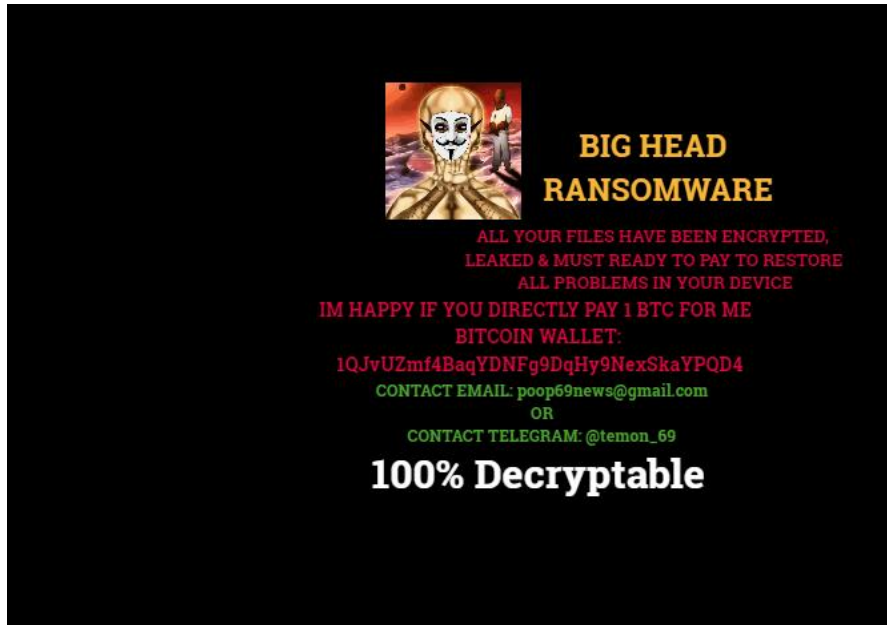 BIG HEAD
RANSOMWARE
ALL YOUR FILES HAVE BEEN ENCRYPTED,
LEAKED & MUST READY TO PAY TO RESTORE
ALL PROBLEMS IN YOUR DEVICE
IM HAPPY IF YOU DIRECTLY PAY 1 BTC FOR ME
BITCOIN WALLET:
1QJvUZmf4BaqYDNFg9DqHy9NexSkaYPQD4
CONTACT EMAIL: poop69news@gmail.com
OR
CONTACT TELEGRAM: @temon_69
100% Decryptable